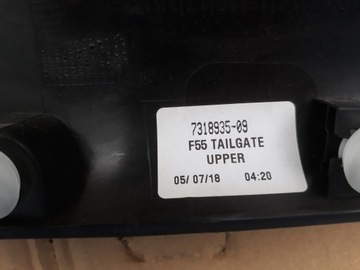 7318935-09
F55 TAILGATE
UPPER
05/07/18 04:20